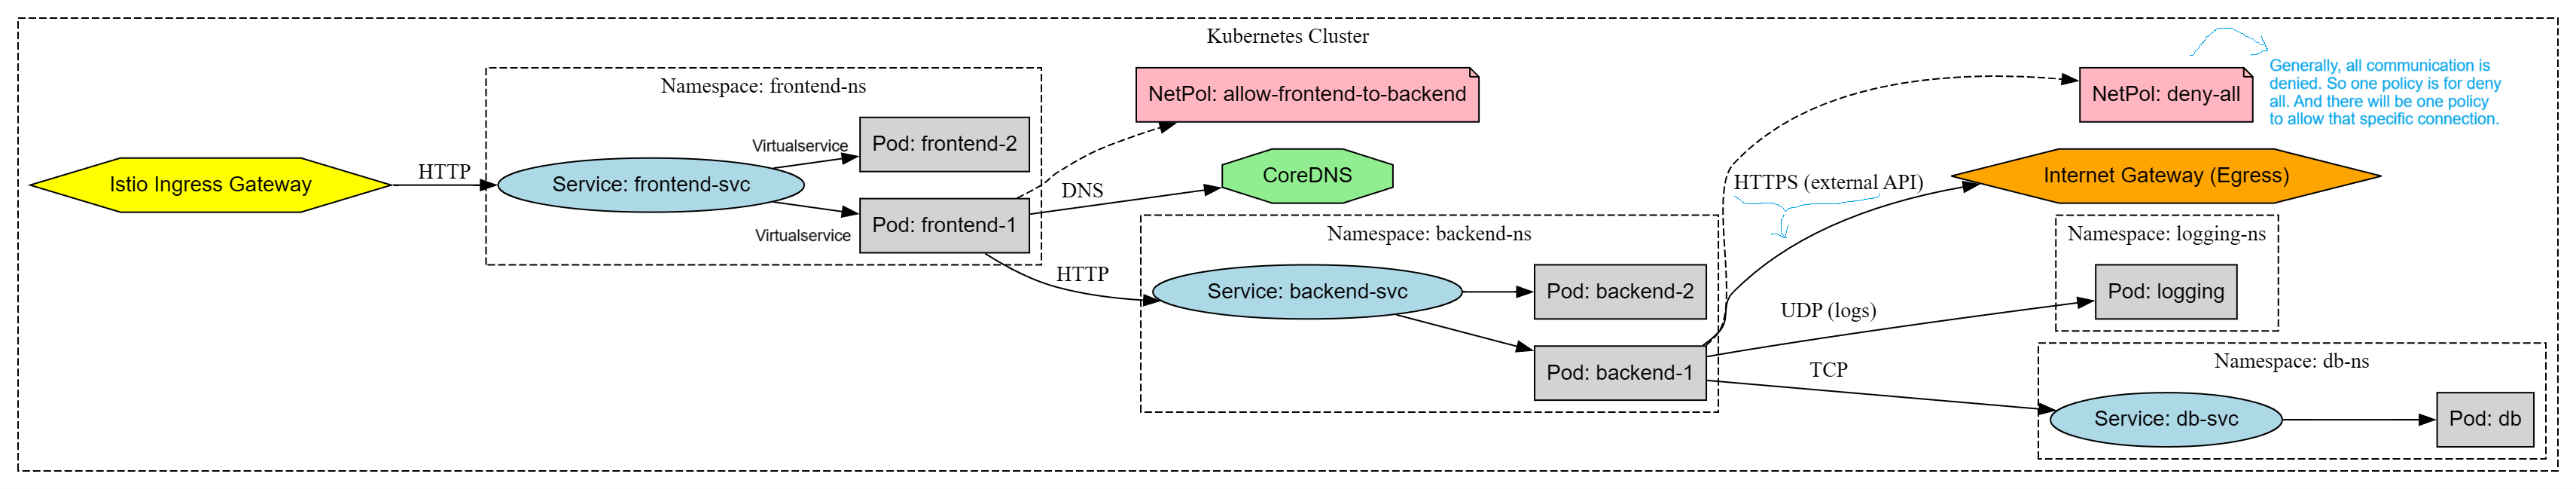 Kubernetes Cluster
Namespace: frontend-ns
NetPol: allow-frontend-to-backend
NetPol: deny-all
Generally, all communication is
denied. So one policy is for deny
all. And there will be one policy
to allow that specific connection.
Virtualservice
Pod: frontend-2
Istio Ingress Gateway
HTTP
Service: frontend-svc
DNS
CoreDNS
HTTPS (external API)
Internet Gateway (Egress)
Virtualservice
Pod: frontend-1
HTTP
Namespace: backend-ns
Namespace: logging-ns
Service: backend-svc
Pod: backend-2
UDP (logs)
Pod: logging
Pod: backend-1
TCP
Namespace: db-ns
Service: db-svc
Pod: db